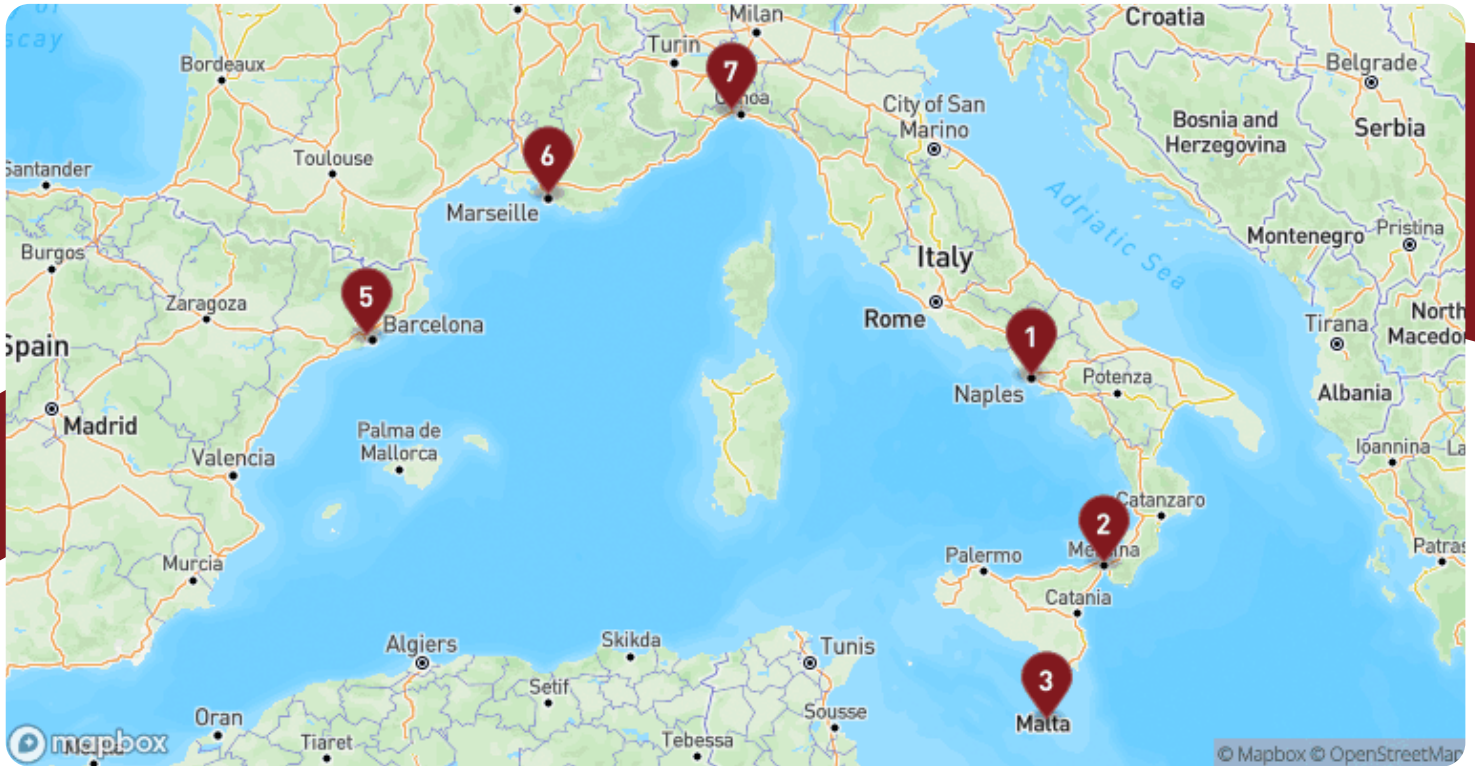 Milan
Croatia
Turin
Bordeaux
7
Belgrade
City of San
Marino
Bosnia and
Herzegovina
Serbia
6
Toulouse
Santander
Marseille
Adriatic Sea
Montenegro
Pristina
Burgos
Italy
5
Zaragoza
Rome
Barcelona
1
Tirana
North
Spain
Naples
Potenza
Albania
Madrid
Palma de
Mallorca
Valencia
Ioannina
Catanzaro
2
Palermo
Patras
Murcia
Catania
Algiers
Skikda
Tunis
3
Setif
Malta
Oran
Sousse
Tiaret
Tebessa
mapbox
© Mapbox © OpenStreetMap